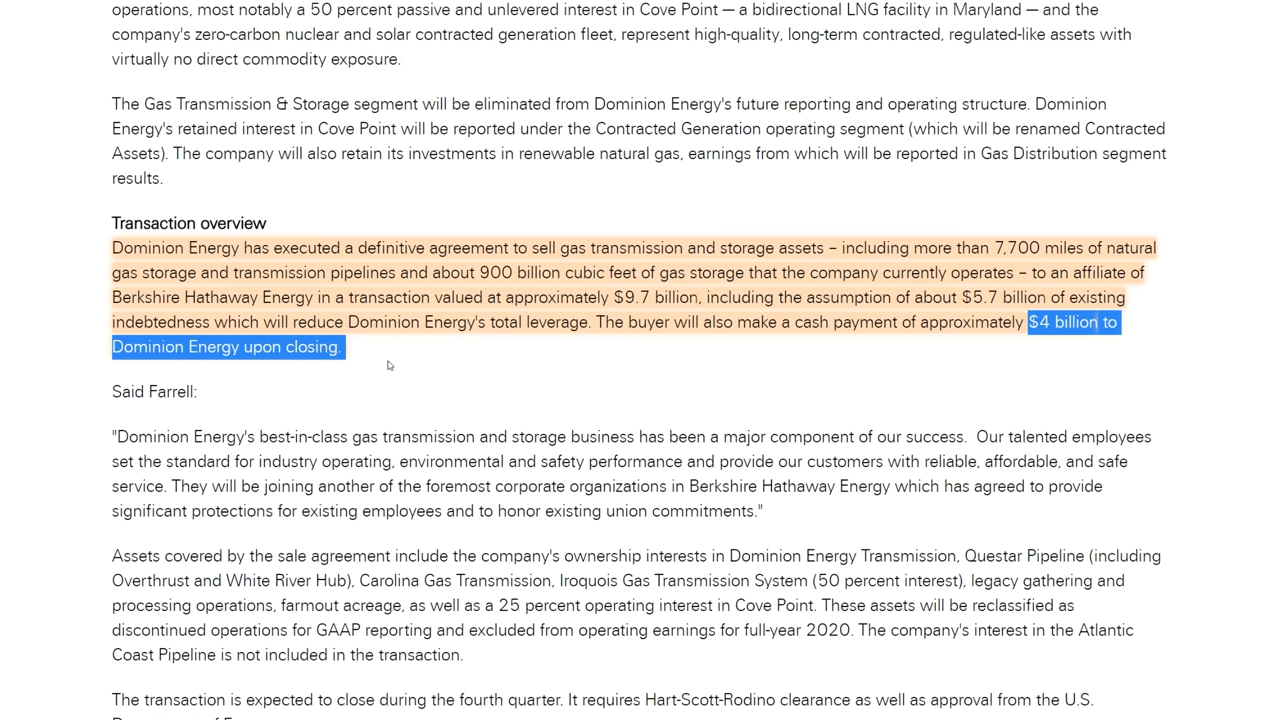 operations, most notably a 50 percent passive and unlevered interest in Cove Point — a bidirectional LNG facility in Maryland — and the
company's zero-carbon nuclear and solar contracted generation fleet, represent high-quality, long-term contracted, regulated-like assets with
virtually no direct commodity exposure.
The Gas Transmission & Storage segment will be eliminated from Dominion Energy's future reporting and operating structure. Dominion
Energy's retained interest in Cove Point will be reported under the Contracted Generation operating segment (which will be renamed Contracted
Assets). The company will also retain its investments in renewable natural gas, earnings from which will be reported in Gas Distribution segment
results.
Transaction overview
Dominion Energy has executed a definitive agreement to sell gas transmission and storage assets – including more than 7,700 miles of natural
gas storage and transmission pipelines and about 900 billion cubic feet of gas storage that the company currently operates – to an affiliate of
Berkshire Hathaway Energy in a transaction valued at approximately $9.7 billion, including the assumption of about $5.7 billion of existing
indebtedness which will reduce Dominion Energy's total leverage. The buyer will also make a cash payment of approximately $4 billion to
Dominion Energy upon closing.
Said Farrell:
"Dominion Energy's best-in-class gas transmission and storage business has been a major component of our success.  Our talented employees
set the standard for industry operating, environmental and safety performance and provide our customers with reliable, affordable, and safe
service. They will be joining another of the foremost corporate organizations in Berkshire Hathaway Energy which has agreed to provide
significant protections for existing employees and to honor existing union commitments."
Assets covered by the sale agreement include the company's ownership interests in Dominion Energy Transmission, Questar Pipeline (including
Overthrust and White River Hub), Carolina Gas Transmission, Iroquois Gas Transmission System (50 percent interest), legacy gathering and
processing operations, farmout acreage, as well as a 25 percent operating interest in Cove Point. These assets will be reclassified as
discontinued operations for GAAP reporting and excluded from operating earnings for full-year 2020. The company's interest in the Atlantic
Coast Pipeline is not included in the transaction.
The transaction is expected to close during the fourth quarter. It requires Hart-Scott-Rodino clearance as well as approval from the U.S.